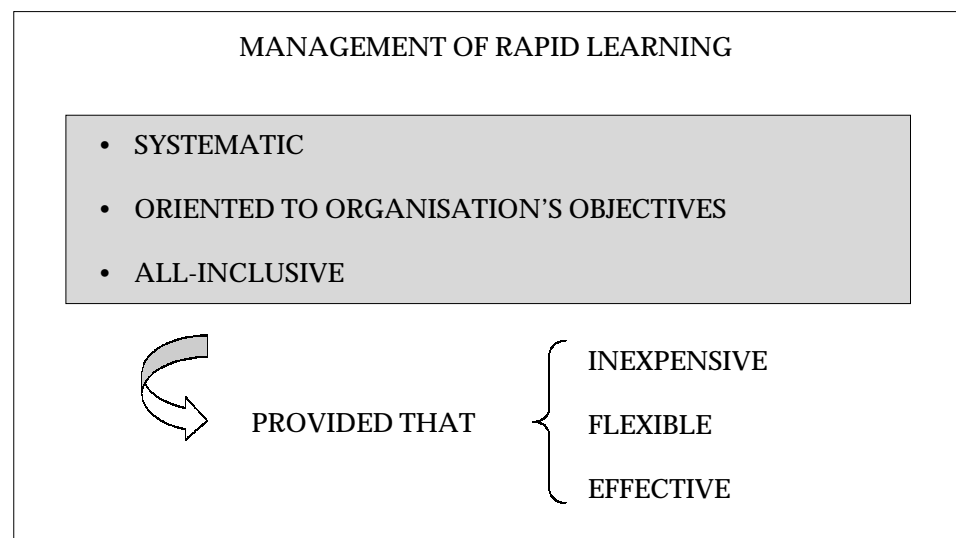 MANAGEMENT OF RAPID LEARNING
• SYSTEMATIC
• ORIENTED TO ORGANISATION’S OBJECTIVES
• ALL-INCLUSIVE
PROVIDED THAT
INEXPENSIVE
FLEXIBLE
EFFECTIVE